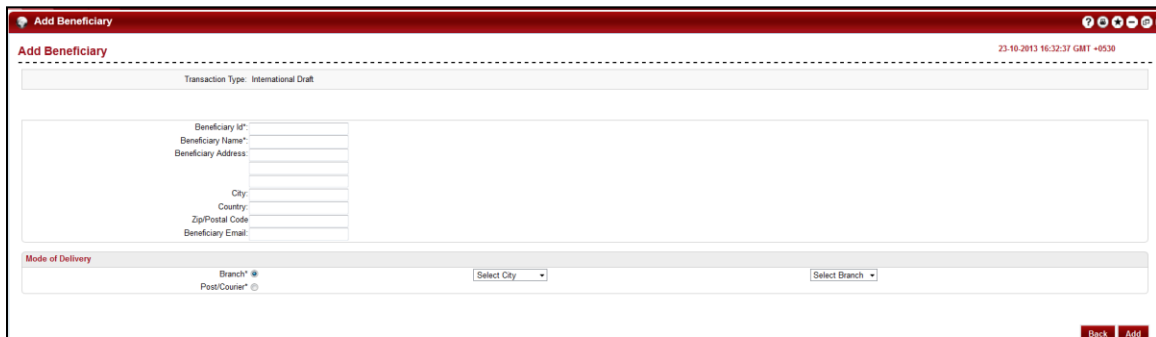 Add Beneficiary
Add Beneficiary
23-10-2013 16:32:37 GMT +0530
Transaction Type: International Draft
Beneficiary Id*:
Beneficiary Name*:
Beneficiary Address:
City:
Country:
Zip/Postal Code
Beneficiary Email:
Mode of Delivery
Branch* Select City Select Branch
Post/Courier*
Back Add